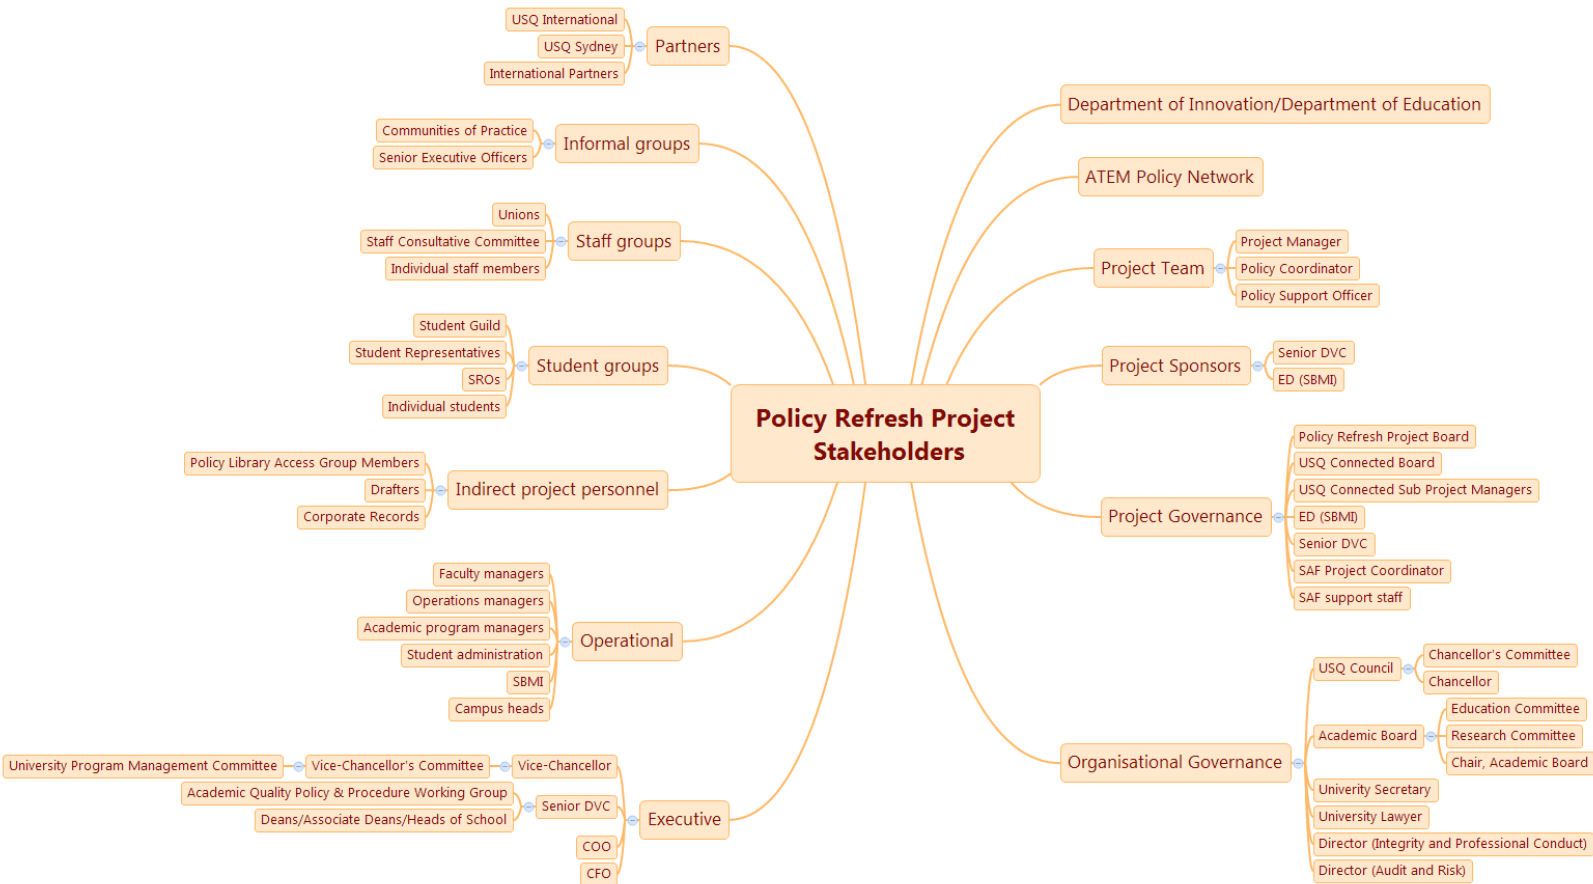 Policy Refresh Project
Stakeholders
Partners
USQ International
USQ Sydney
International Partners
Informal groups
Communities of Practice
Senior Executive Officers
Staff groups
Unions
Staff Consultative Committee
Individual staff members
Student groups
Student Guild
Student Representatives
SROs
Individual students
Indirect project personnel
Policy Library Access Group Members
Drafters
Corporate Records
Operational
Faculty managers
Operations managers
Academic program managers
Student administration
SBMI
Campus heads
Executive
Vice-Chancellor
Vice-Chancellor's Committee
University Program Management Committee
Senior DVC
Academic Quality Policy & Procedure Working Group
Deans/Associate Deans/Heads of School
COO
CFO
Department of Innovation/Department of Education
ATEM Policy Network
Project Team
Project Manager
Policy Coordinator
Policy Support Officer
Project Sponsors
Senior DVC
ED (SBMI)
Project Governance
Policy Refresh Project Board
USQ Connected Board
USQ Connected Sub Project Managers
ED (SBMI)
Senior DVC
SAF Project Coordinator
SAF support staff
Organisational Governance
USQ Council
Chancellor's Committee
Chancellor
Academic Board
Education Committee
Research Committee
Chair, Academic Board
Univerity Secretary
University Lawyer
Director (Integrity and Professional Conduct)
Director (Audit and Risk)